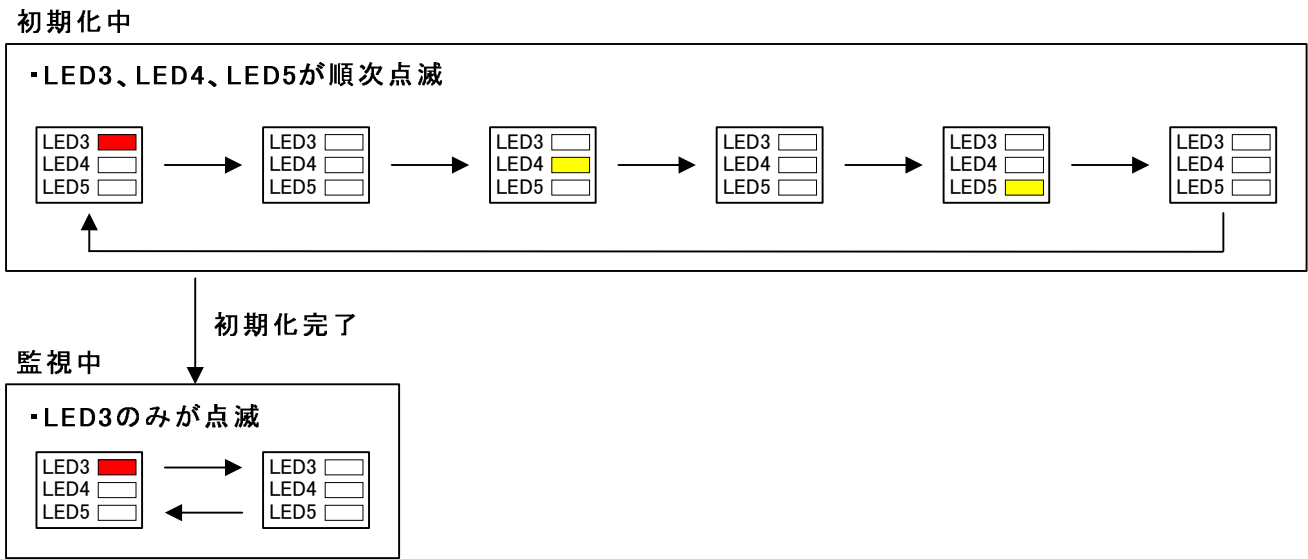 初期化中
・LED3、LED4、LED5が順次点滅
LED3 LED3 LED3 LED3 LED3 LED3
LED4 LED4 LED4 LED4 LED4 LED4
LED5 LED5 LED5 LED5 LED5 LED5
初期化完了
監視中
・LED3のみが点滅
LED3 LED3
LED4 LED4
LED5 LED5